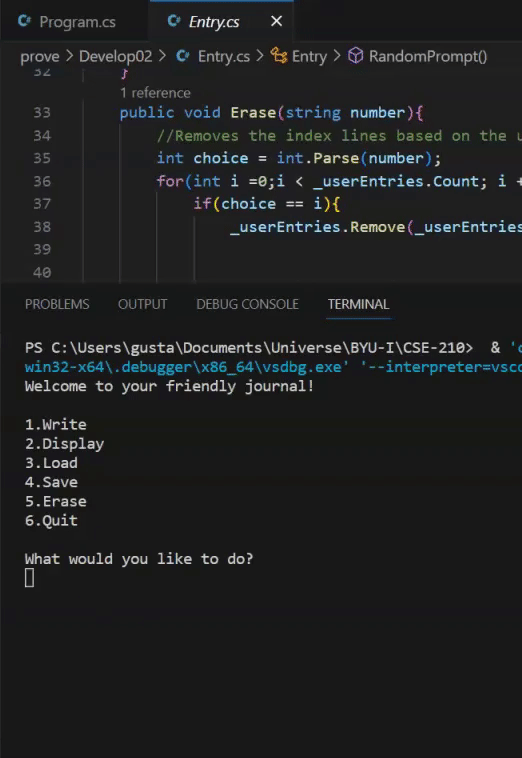 Program.cs
Entry.cs
prove > Develop02 > Entry.cs > Entry > RandomPrompt()
32 }
1 reference
33 public void Erase(string number){
34 //Removes the index lines based on the u
35 int choice = int.Parse(number);
36 for(int i =0;i < _userEntries.Count; i +
37 if(choice == i){
38 _userEntries.Remove(_userEntries
39
40
PROBLEMS OUTPUT DEBUG CONSOLE TERMINAL
PS C:\Users\gusta\Documents\Universe\BYU-I\CSE-210> & 'c
win32-x64\.debugger\x86_64\vsdbg.exe' '--interpreter=vsco
Welcome to your friendly journal!
1.Write
2.Display
3.Load
4.Save
5.Erase
6.Quit
What would you like to do?